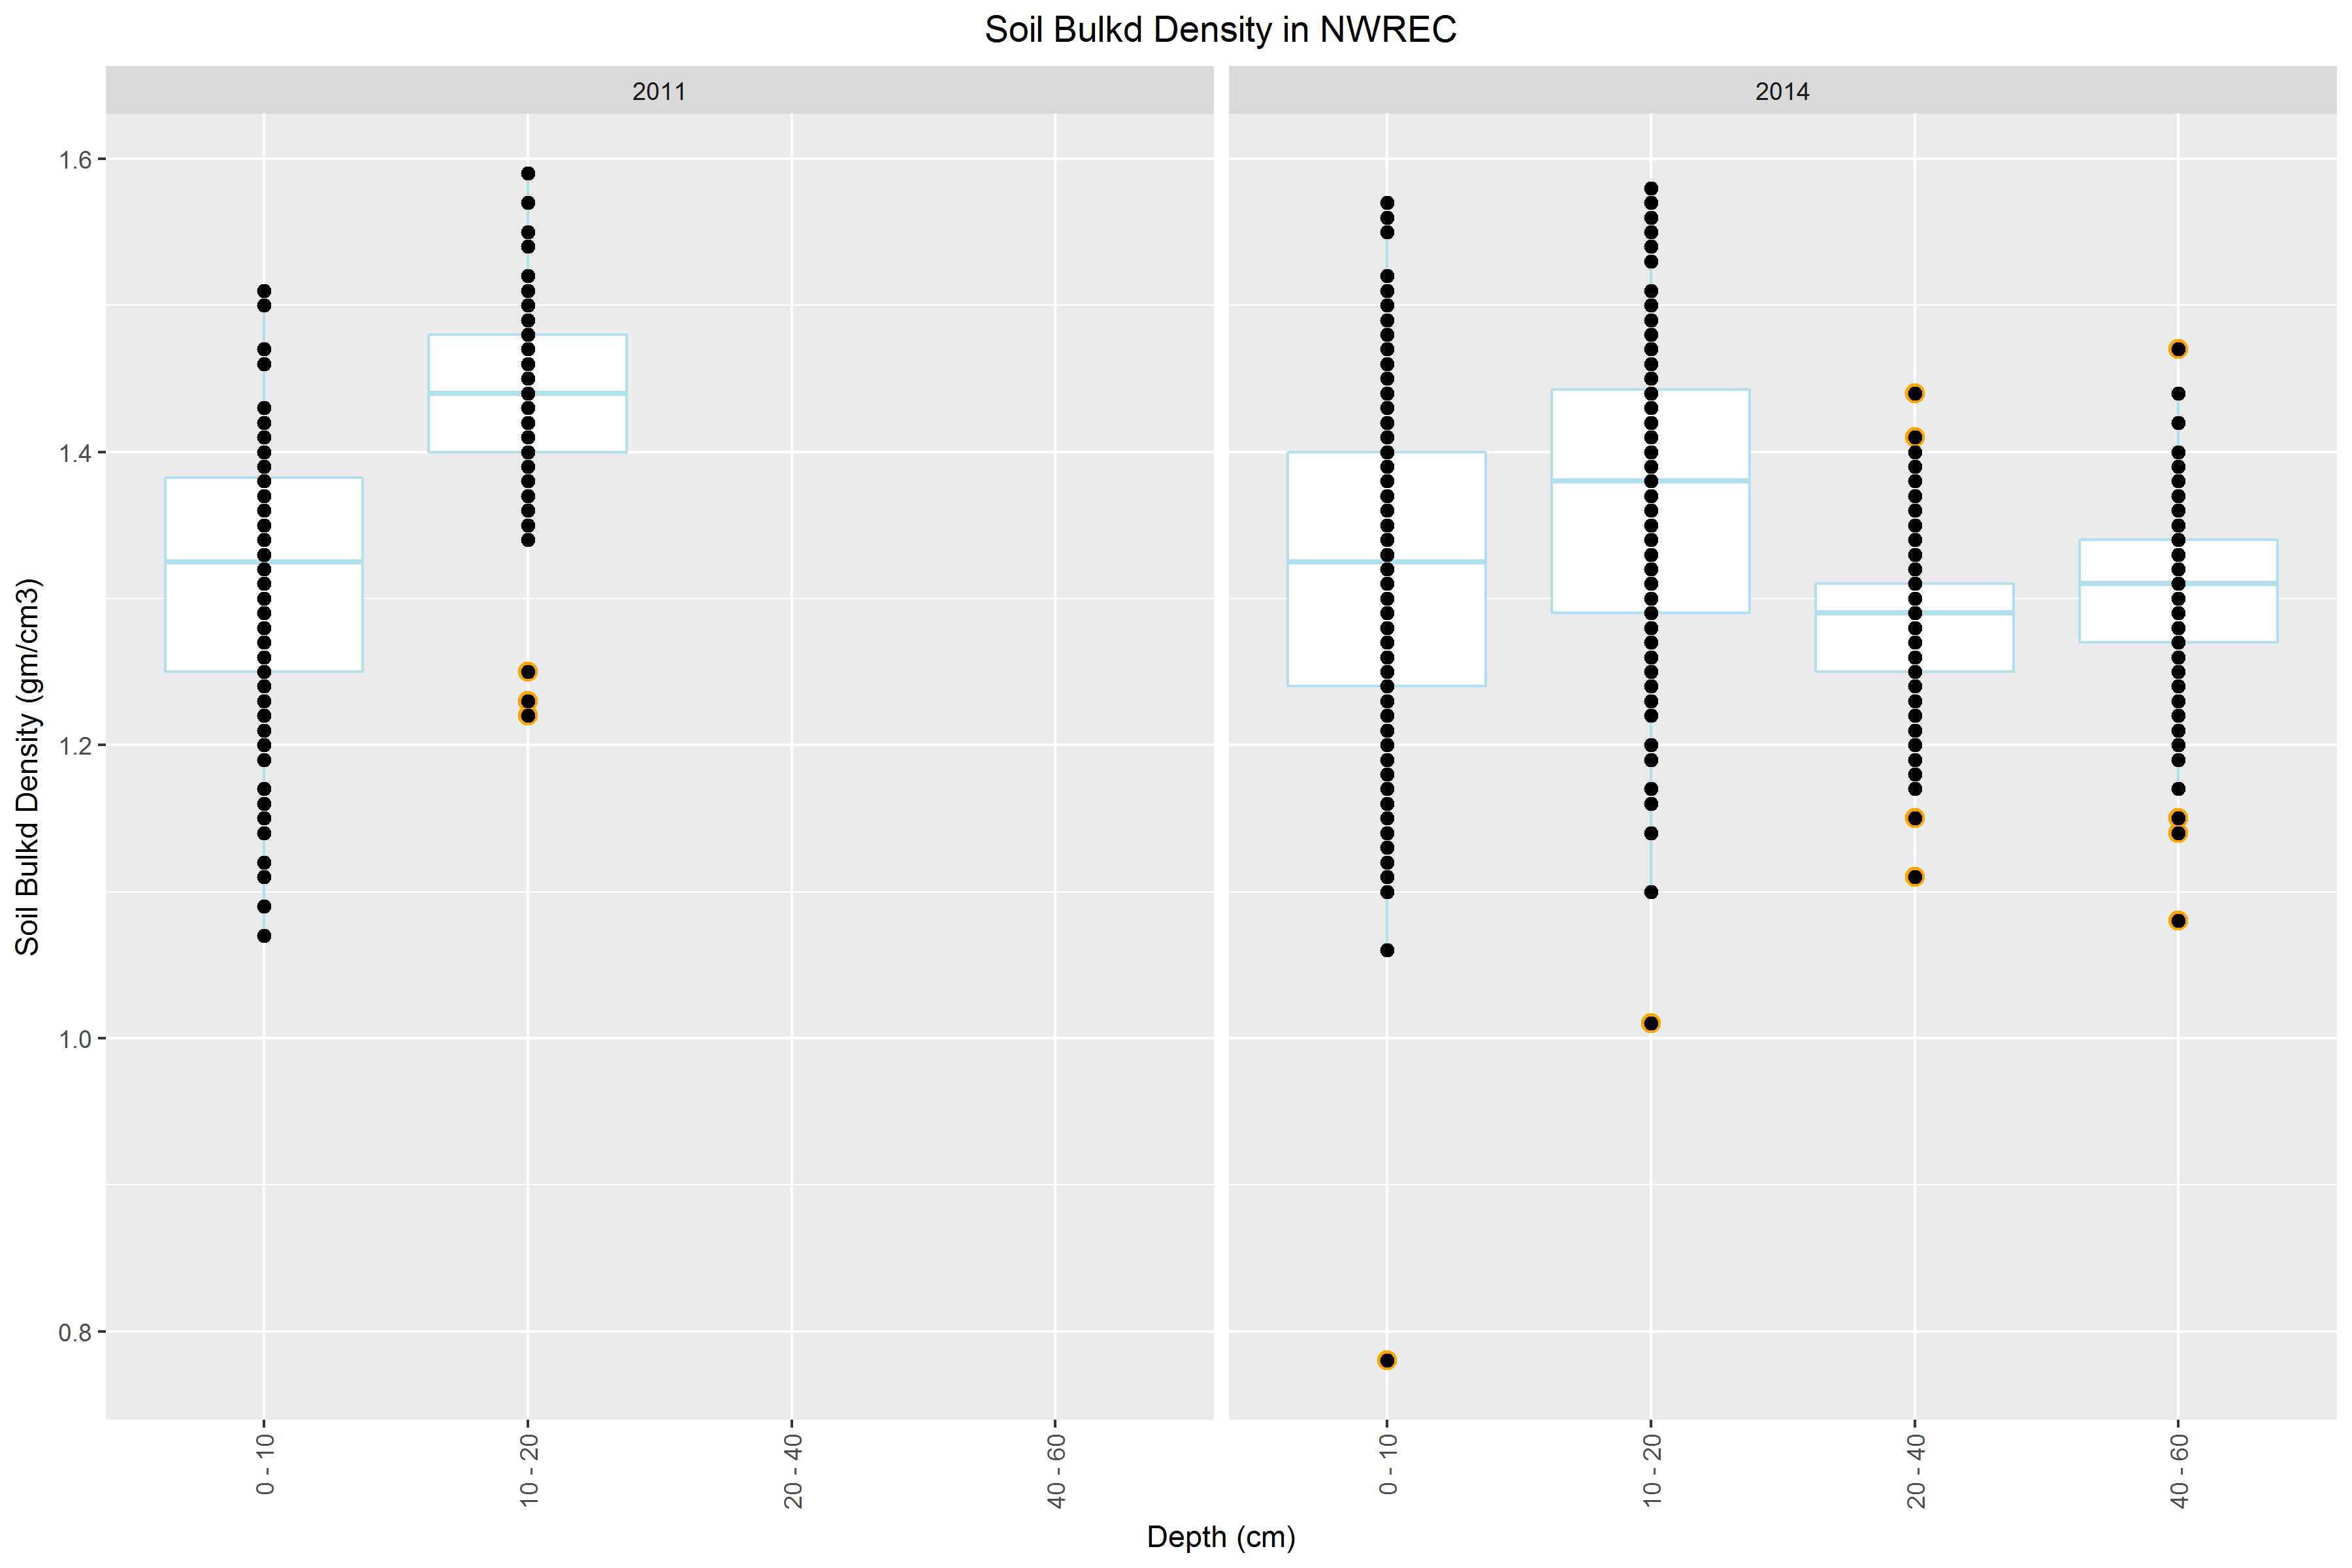 Soil Bulkd Density in NWREC
2011
2014
Soil Bulkd Density (gm/cm3)
1.6
1.4
1.2
1.0
0.8
0 - 10
10 - 20
20 - 40
40 - 60
0 - 10
10 - 20
20 - 40
40 - 60
Depth (cm)